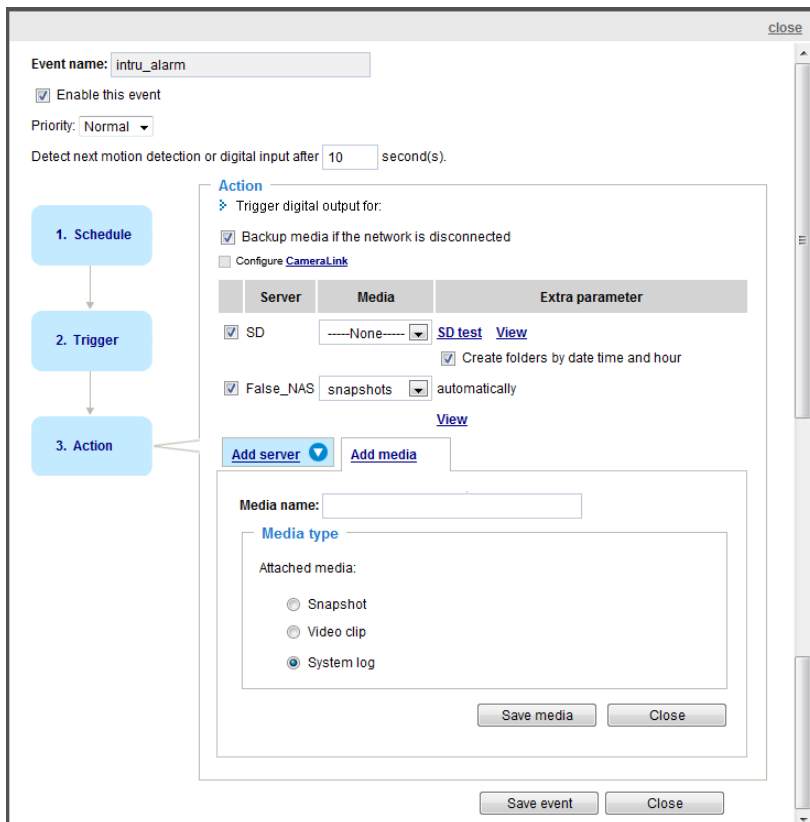 close
Event name: intru_alarm
Enable this event
Priority: Normal
Detect next motion detection or digital input after 10 second(s).
1. Schedule
2. Trigger
3. Action
Action
Trigger digital output for:
Backup media if the network is disconnected
Configure CameraLink
Server Media Extra parameter
SD -----None----- SD test View
Create folders by date time and hour
False_NAS snapshots automatically
View
Add server Add media
Media name:
Media type
Attached media:
Snapshot
Video clip
System log
Save media Close
Save event Close